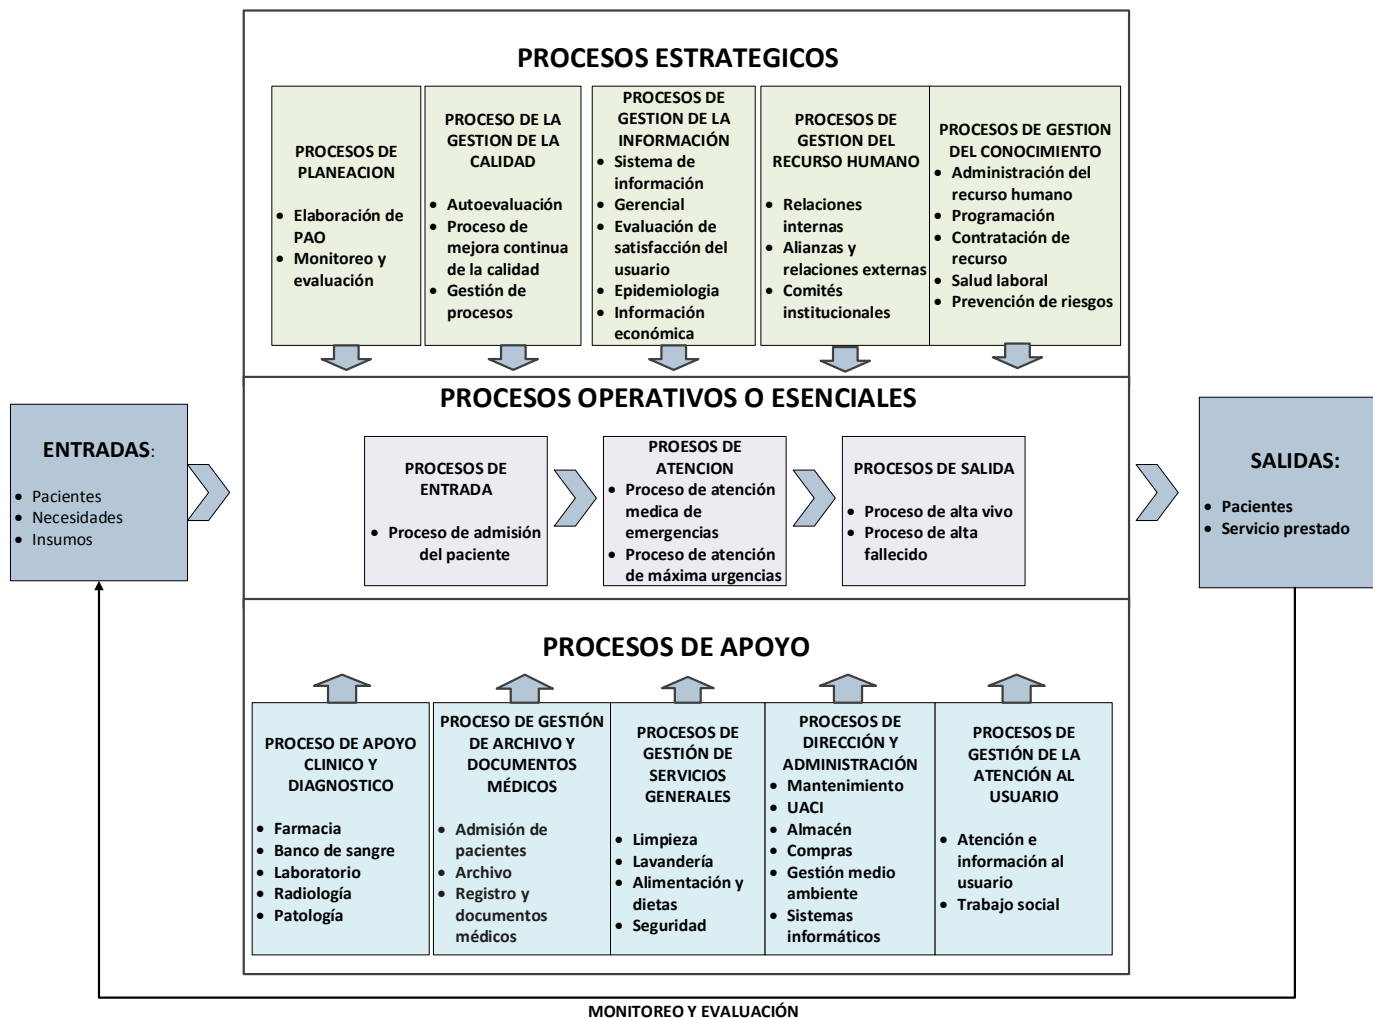 PROCESOS ESTRATEGICOS
PROCESOS DE
PLANEACION
• Elaboración de
PAO
• Monitoreo y
evaluación
PROCESO DE LA
GESTION DE LA
CALIDAD
• Autoevaluación
• Proceso de
mejora continua
de la calidad
• Gestión de
procesos
PROCESOS DE
GESTION DE LA
INFORMACIÓN
• Sistema de
información
• Gerencial
• Evaluación de
satisfacción del
usuario
• Epidemiologia
• Información
económica
PROCESOS DE
GESTION DEL
RECURSO HUMANO
• Relaciones
internas
• Alianzas y
relaciones externas
• Comités
institucionales
PROCESOS DE GESTION
DEL CONOCIMIENTO
• Administración del
recurso humano
• Programación
• Contratación de
recurso
• Salud laboral
• Prevención de riesgos
ENTRADAS:
• Pacientes
• Necesidades
• Insumos
PROCESOS OPERATIVOS O ESENCIALES
PROCESOS DE
ENTRADA
• Proceso de admisión
del paciente
PROESOS DE
ATENCION
• Proceso de atención
medica de
emergencias
• Proceso de atención
de máxima urgencias
PROCESOS DE SALIDA
• Proceso de alta vivo
• Proceso de alta
fallecido
SALIDAS:
• Pacientes
• Servicio prestado
PROCESOS DE APOYO
PROCESO DE APOYO
CLINICO Y
DIAGNOSTICO
• Farmacia
• Banco de sangre
• Laboratorio
• Radiología
• Patología
PROCESO DE GESTIÓN
DE ARCHIVO Y
DOCUMENTOS
MÉDICOS
• Admisión de
pacientes
• Archivo
• Registro y
documentos
médicos
PROCESOS DE
GESTIÓN DE
SERVICIOS
GENERALES
• Limpieza
• Lavandería
• Alimentación y
dietas
• Seguridad
PROCESOS DE
DIRECCIÓN Y
ADMINISTRACIÓN
• Mantenimiento
• UACI
• Almacén
• Compras
• Gestión medio
ambiente
• Sistemas
informáticos
PROCESOS DE
GESTIÓN DE LA
ATENCIÓN AL
USUARIO
• Atención e
información al
usuario
• Trabajo social
MONITOREO Y EVALUACIÓN